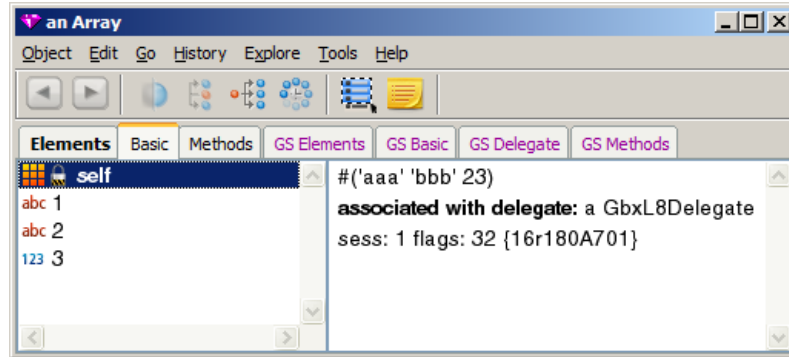 an Array
Object Edit Go History Explore Tools Help
Elements Basic Methods GS Elements GS Basic GS Delegate GS Methods
self
abc 1
abc 2
123 3
#('aaa' 'bbb' 23)
associated with delegate: a GbxL8Delegate
sess: 1 flags: 32 {16r180A701}